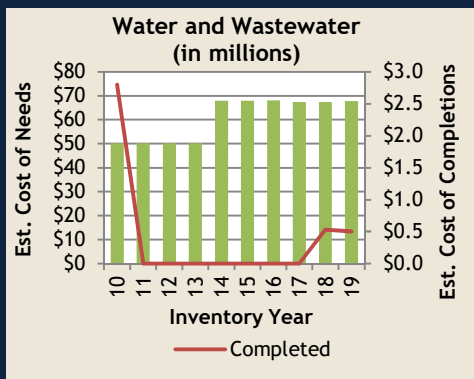 Water and Wastewater
(in millions)
Est. Cost of Needs
$80
$70
$60
$50
$40
$30
$20
$10
$0
$3.0
$2.5
$2.0
$1.5
$1.0
$0.5
$0.0
Est. Cost of Completions
10 11 12 13 14 15 16 17 18 19
Inventory Year
Completed